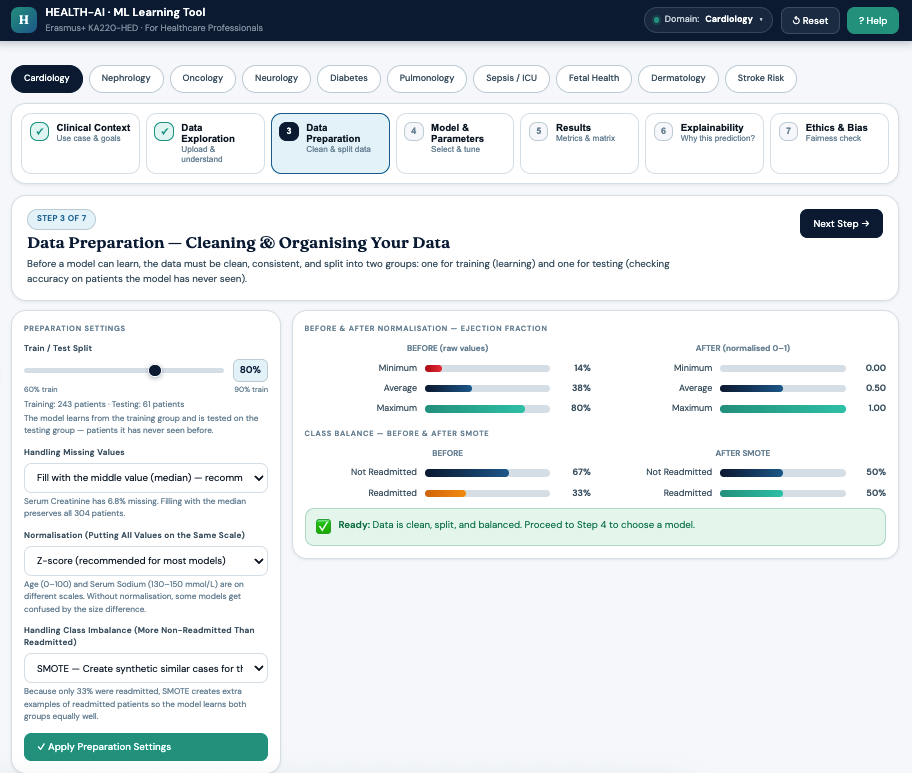 H
HEALTH-AI · ML Learning Tool
Erasmus+ KA220-HED · For Healthcare Professionals
Domain: Cardiology
Reset
? Help
Cardiology
Nephrology
Oncology
Neurology
Diabetes
Pulmonology
Sepsis / ICU
Fetal Health
Dermatology
Stroke Risk
✓
Clinical Context
Use case & goals
✓
Data
Exploration
Upload &
understand
3
Data
Preparation
Clean & split data
4
Model &
Parameters
Select & tune
5
Results
Metrics & matrix
6
Explainability
Why this prediction?
7
Ethics & Bias
Fairness check
STEP 3 OF 7
Data Preparation — Cleaning & Organising Your Data
Before a model can learn, the data must be clean, consistent, and split into two groups: one for training (learning) and one for testing (checking
accuracy on patients the model has never seen).
Next Step →
PREPARATION SETTINGS
Train / Test Split
80%
60% train
90% train
Training: 243 patients · Testing: 61 patients
The model learns from the training group and is tested on the
testing group — patients it has never seen before.
Handling Missing Values
Fill with the middle value (median) — recomm
Serum Creatinine has 6.8% missing. Filling with the median
preserves all 304 patients.
Normalisation (Putting All Values on the Same Scale)
Z-score (recommended for most models)
Age (0–100) and Serum Sodium (130–150 mmol/L) are on
different scales. Without normalisation, some models get
confused by the size difference.
Handling Class Imbalance (More Non-Readmitted Than
Readmitted)
SMOTE — Create synthetic similar cases for th
Because only 33% were readmitted, SMOTE creates extra
examples of readmitted patients so the model learns both
groups equally well.
✓ Apply Preparation Settings
BEFORE & AFTER NORMALISATION — EJECTION FRACTION
BEFORE (raw values)
Minimum 14%
Average 38%
Maximum 80%
AFTER (normalised 0–1)
Minimum 0.00
Average 0.50
Maximum 1.00
CLASS BALANCE — BEFORE & AFTER SMOTE
BEFORE
Not Readmitted 67%
Readmitted 33%
AFTER SMOTE
Not Readmitted 50%
Readmitted 50%
✅ Ready: Data is clean, split, and balanced. Proceed to Step 4 to choose a model.